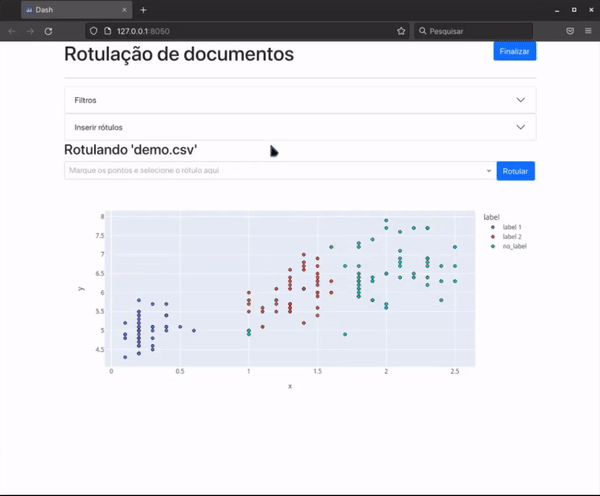 Dash
127.0.0.1:8050
Pesquisar
Rotulação de documentos
Finalizar
Filtros
Inserir rótulos
Rotulando 'demo.csv'
Marque os pontos e selecione o rótulo aqui
Rotular
label
label 1
label 2
no_label
8
7.5
7
6.5
6
5.5
5
4.5
y
0
0.5
1
1.5
2
2.5
x